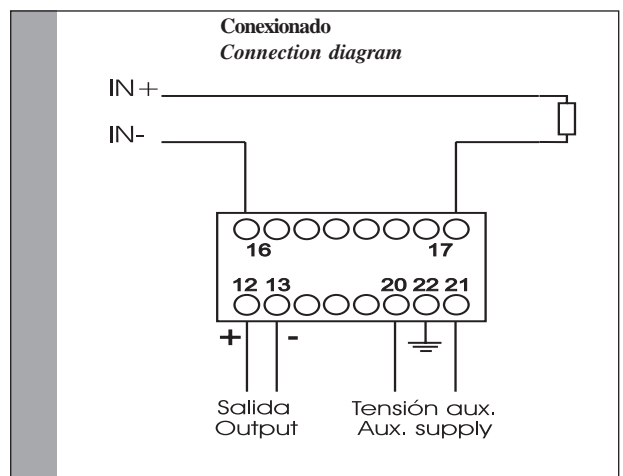 Conexionado
Connection diagram
IN+
IN-
16 17
12 13 20 22 21
+ -
Salida Tensión aux.
Output Aux. supply